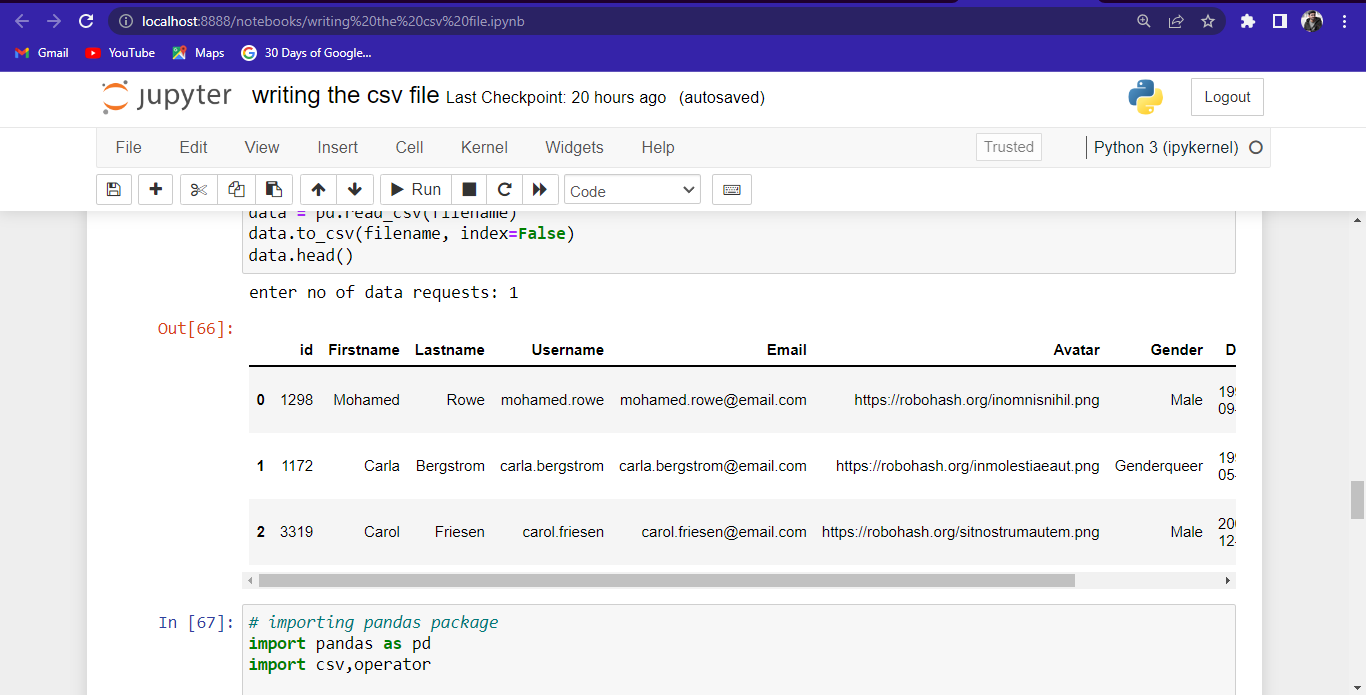 localhost:8888/notebooks/writing%20the%20csv%20file.ipynb
Gmail YouTube Maps 30 Days of Google...
jupyter writing the csv file Last Checkpoint: 20 hours ago (autosaved) Logout
File Edit View Insert Cell Kernel Widgets Help Trusted Python 3 (ipykernel)
Run Code
data = pd.read_csv(filename)
data.to_csv(filename, index=False)
data.head()
enter no of data requests: 1
Out[66]:
id Firstname Lastname Username Email Avatar Gender D
0 1298 Mohamed Rowe mohamed.rowe mohamed.rowe@email.com https://robohash.org/inomnisnihil.png Male 199
09-
1 1172 Carla Bergstrom carla.bergstrom carla.bergstrom@email.com https://robohash.org/inmolestiaeaut.png Genderqueer 199
05-
2 3319 Carol Friesen carol.friesen carol.friesen@email.com https://robohash.org/sitnostrumautem.png Male 200
12-
In [67]: # importing pandas package
import pandas as pd
import csv,operator